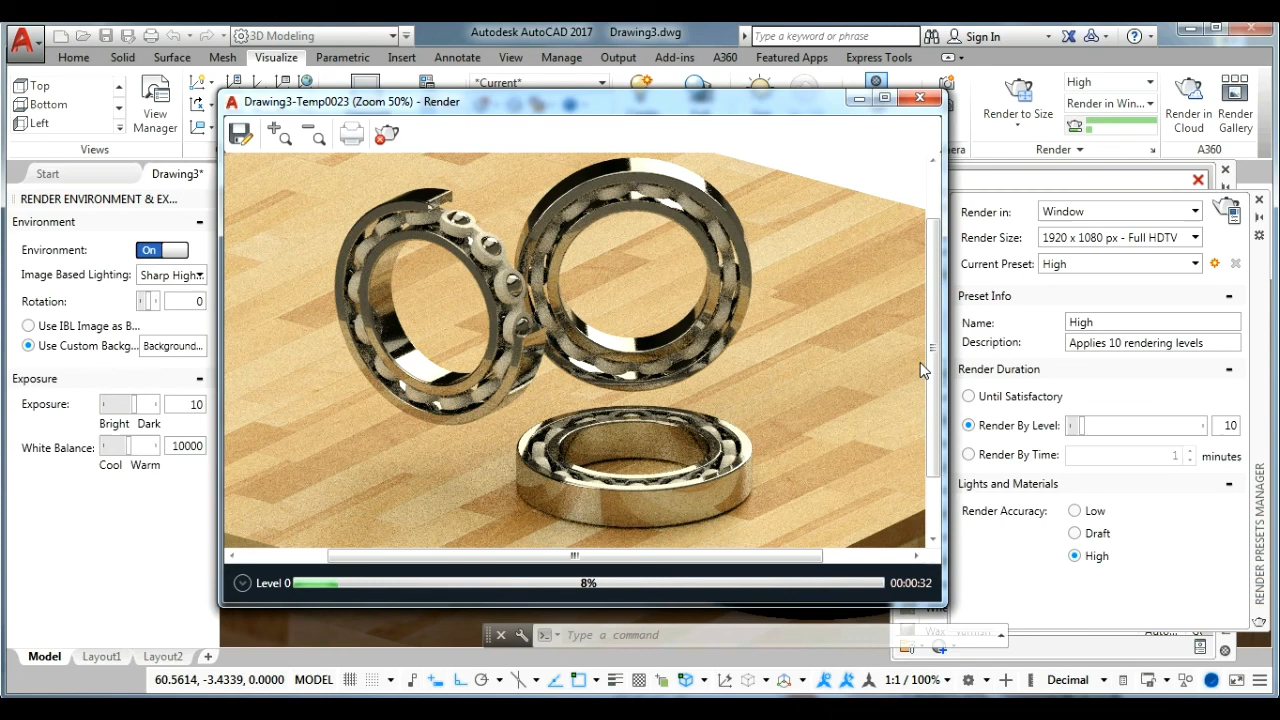 Autodesk AutoCAD 2017 Drawing3.dwg
3D Modeling
Type a keyword or phrase
Sign In
Home Solid Surface Mesh Visualize Parametric Insert Annotate View Manage Output Add-ins A360 Featured Apps Express Tools
Top
Bottom
Left
View
Manager
Views
*Current*
Render to Size
High
Render in Win...
Render
Render in
Cloud
Render
Gallery
A360
Start
Drawing3*
Drawing3-Temp0023 (Zoom 50%) - Render
RENDER ENVIRONMENT & EX...
Environment
Environment: On
Image Based Lighting: Sharp High...
Rotation: 0
Use IBL Image as B...
Use Custom Backg... Background...
Exposure
Exposure: 10
Bright Dark
White Balance: 10000
Cool Warm
Level 0 8% 00:00:32
Render in: Window
Render Size: 1920 x 1080 px - Full HDTV
Current Preset: High
Preset Info
Name: High
Description: Applies 10 rendering levels
Render Duration
Until Satisfactory
Render By Level: 10
Render By Time: 1 minutes
Lights and Materials
Render Accuracy: Low
Draft
High
RENDER PRESETS MANAGER
Type a command
Model Layout1 Layout2 +
60.5614, -3.4339, 0.0000 MODEL 1:1 / 100% Decimal